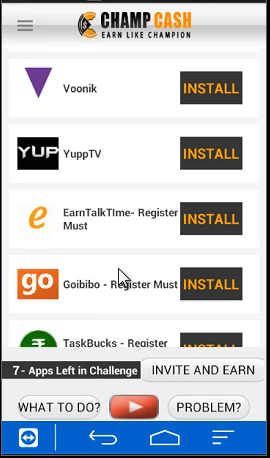 CHAMP CASH
EARN LIKE CHAMPION
Voonik
INSTALL
YUP
YuppTV
INSTALL
e
EarnTalkTIme- Register
Must
INSTALL
go
Goibibo - Register Must
INSTALL
₹
TaskBucks - Register
INSTALL
7 - Apps Left in Challenge
INVITE AND EARN
WHAT TO DO?
PROBLEM?